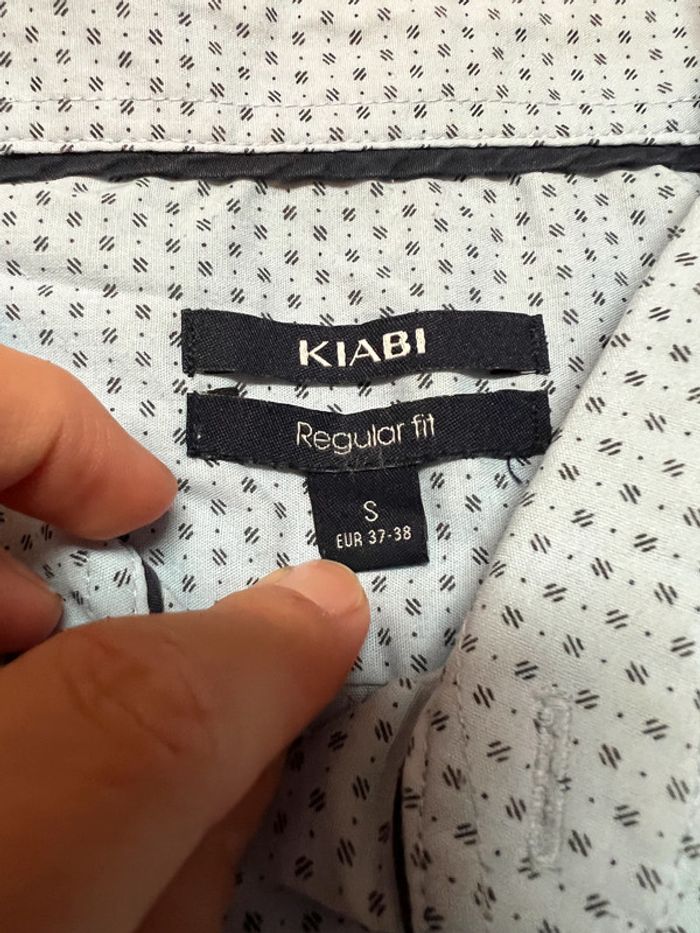 KIABI
Regular fit
S
EUR 37-38